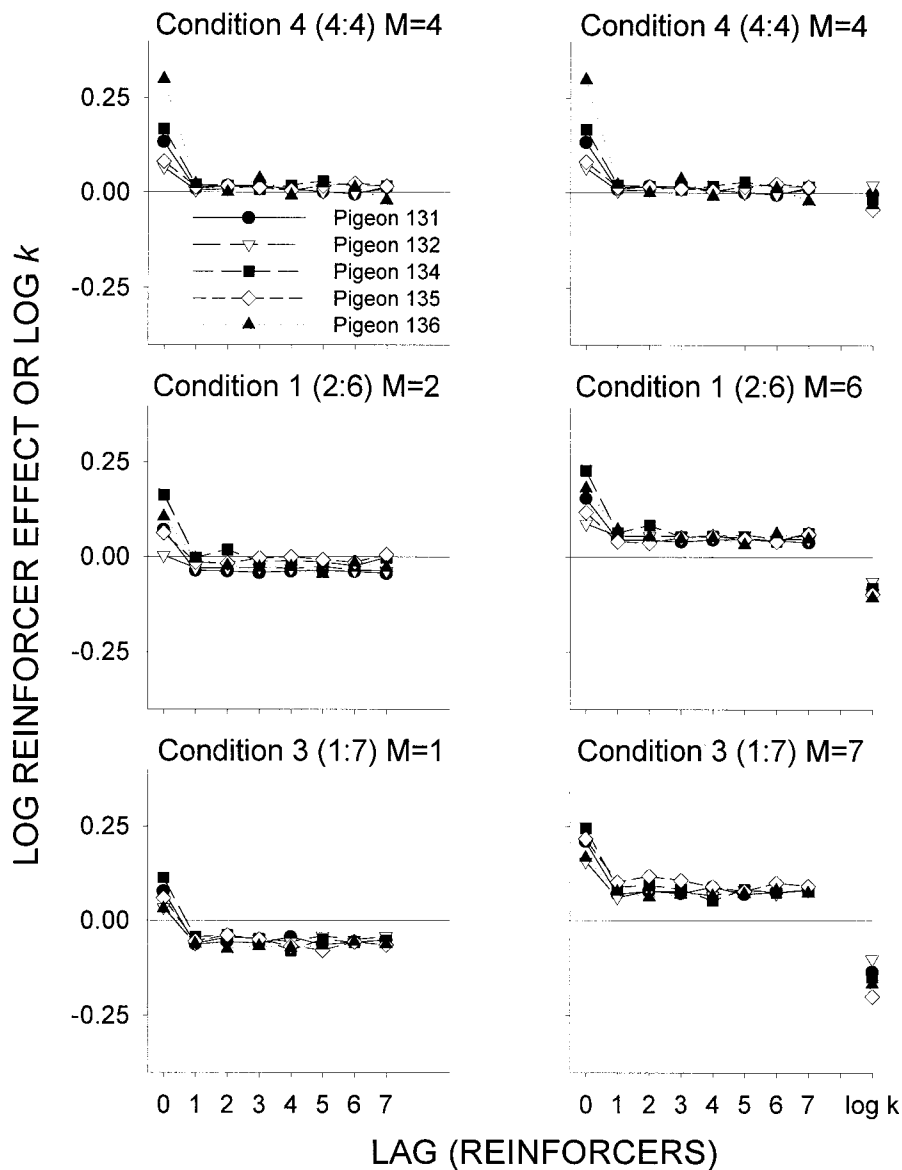 Condition 4 (4:4) M=4
Condition 4 (4:4) M=4
0.25
0.00
-0.25
Pigeon 131
Pigeon 132
Pigeon 134
Pigeon 135
Pigeon 136
Condition 1 (2:6) M=2
Condition 1 (2:6) M=6
0.25
0.00
-0.25
Condition 3 (1:7) M=1
Condition 3 (1:7) M=7
0.25
0.00
-0.25
0 1 2 3 4 5 6 7
0 1 2 3 4 5 6 7 log k
LOG REINFORCER EFFECT OR LOG k
LAG (REINFORCERS)